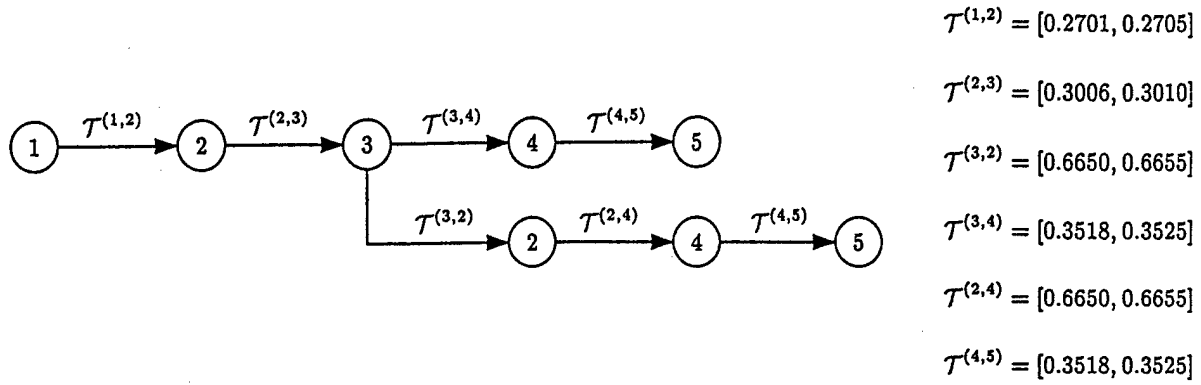 𝒯^(1,2) = [0.2701, 0.2705]
𝒯^(2,3) = [0.3006, 0.3010]
𝒯^(3,2) = [0.6650, 0.6655]
𝒯^(3,4) = [0.3518, 0.3525]
𝒯^(2,4) = [0.6650, 0.6655]
𝒯^(4,5) = [0.3518, 0.3525]
𝒯^(1,2) 𝒯^(2,3) 𝒯^(3,4) 𝒯^(4,5)
1 2 3 4 5
𝒯^(3,2) 𝒯^(2,4) 𝒯^(4,5)
2 4 5